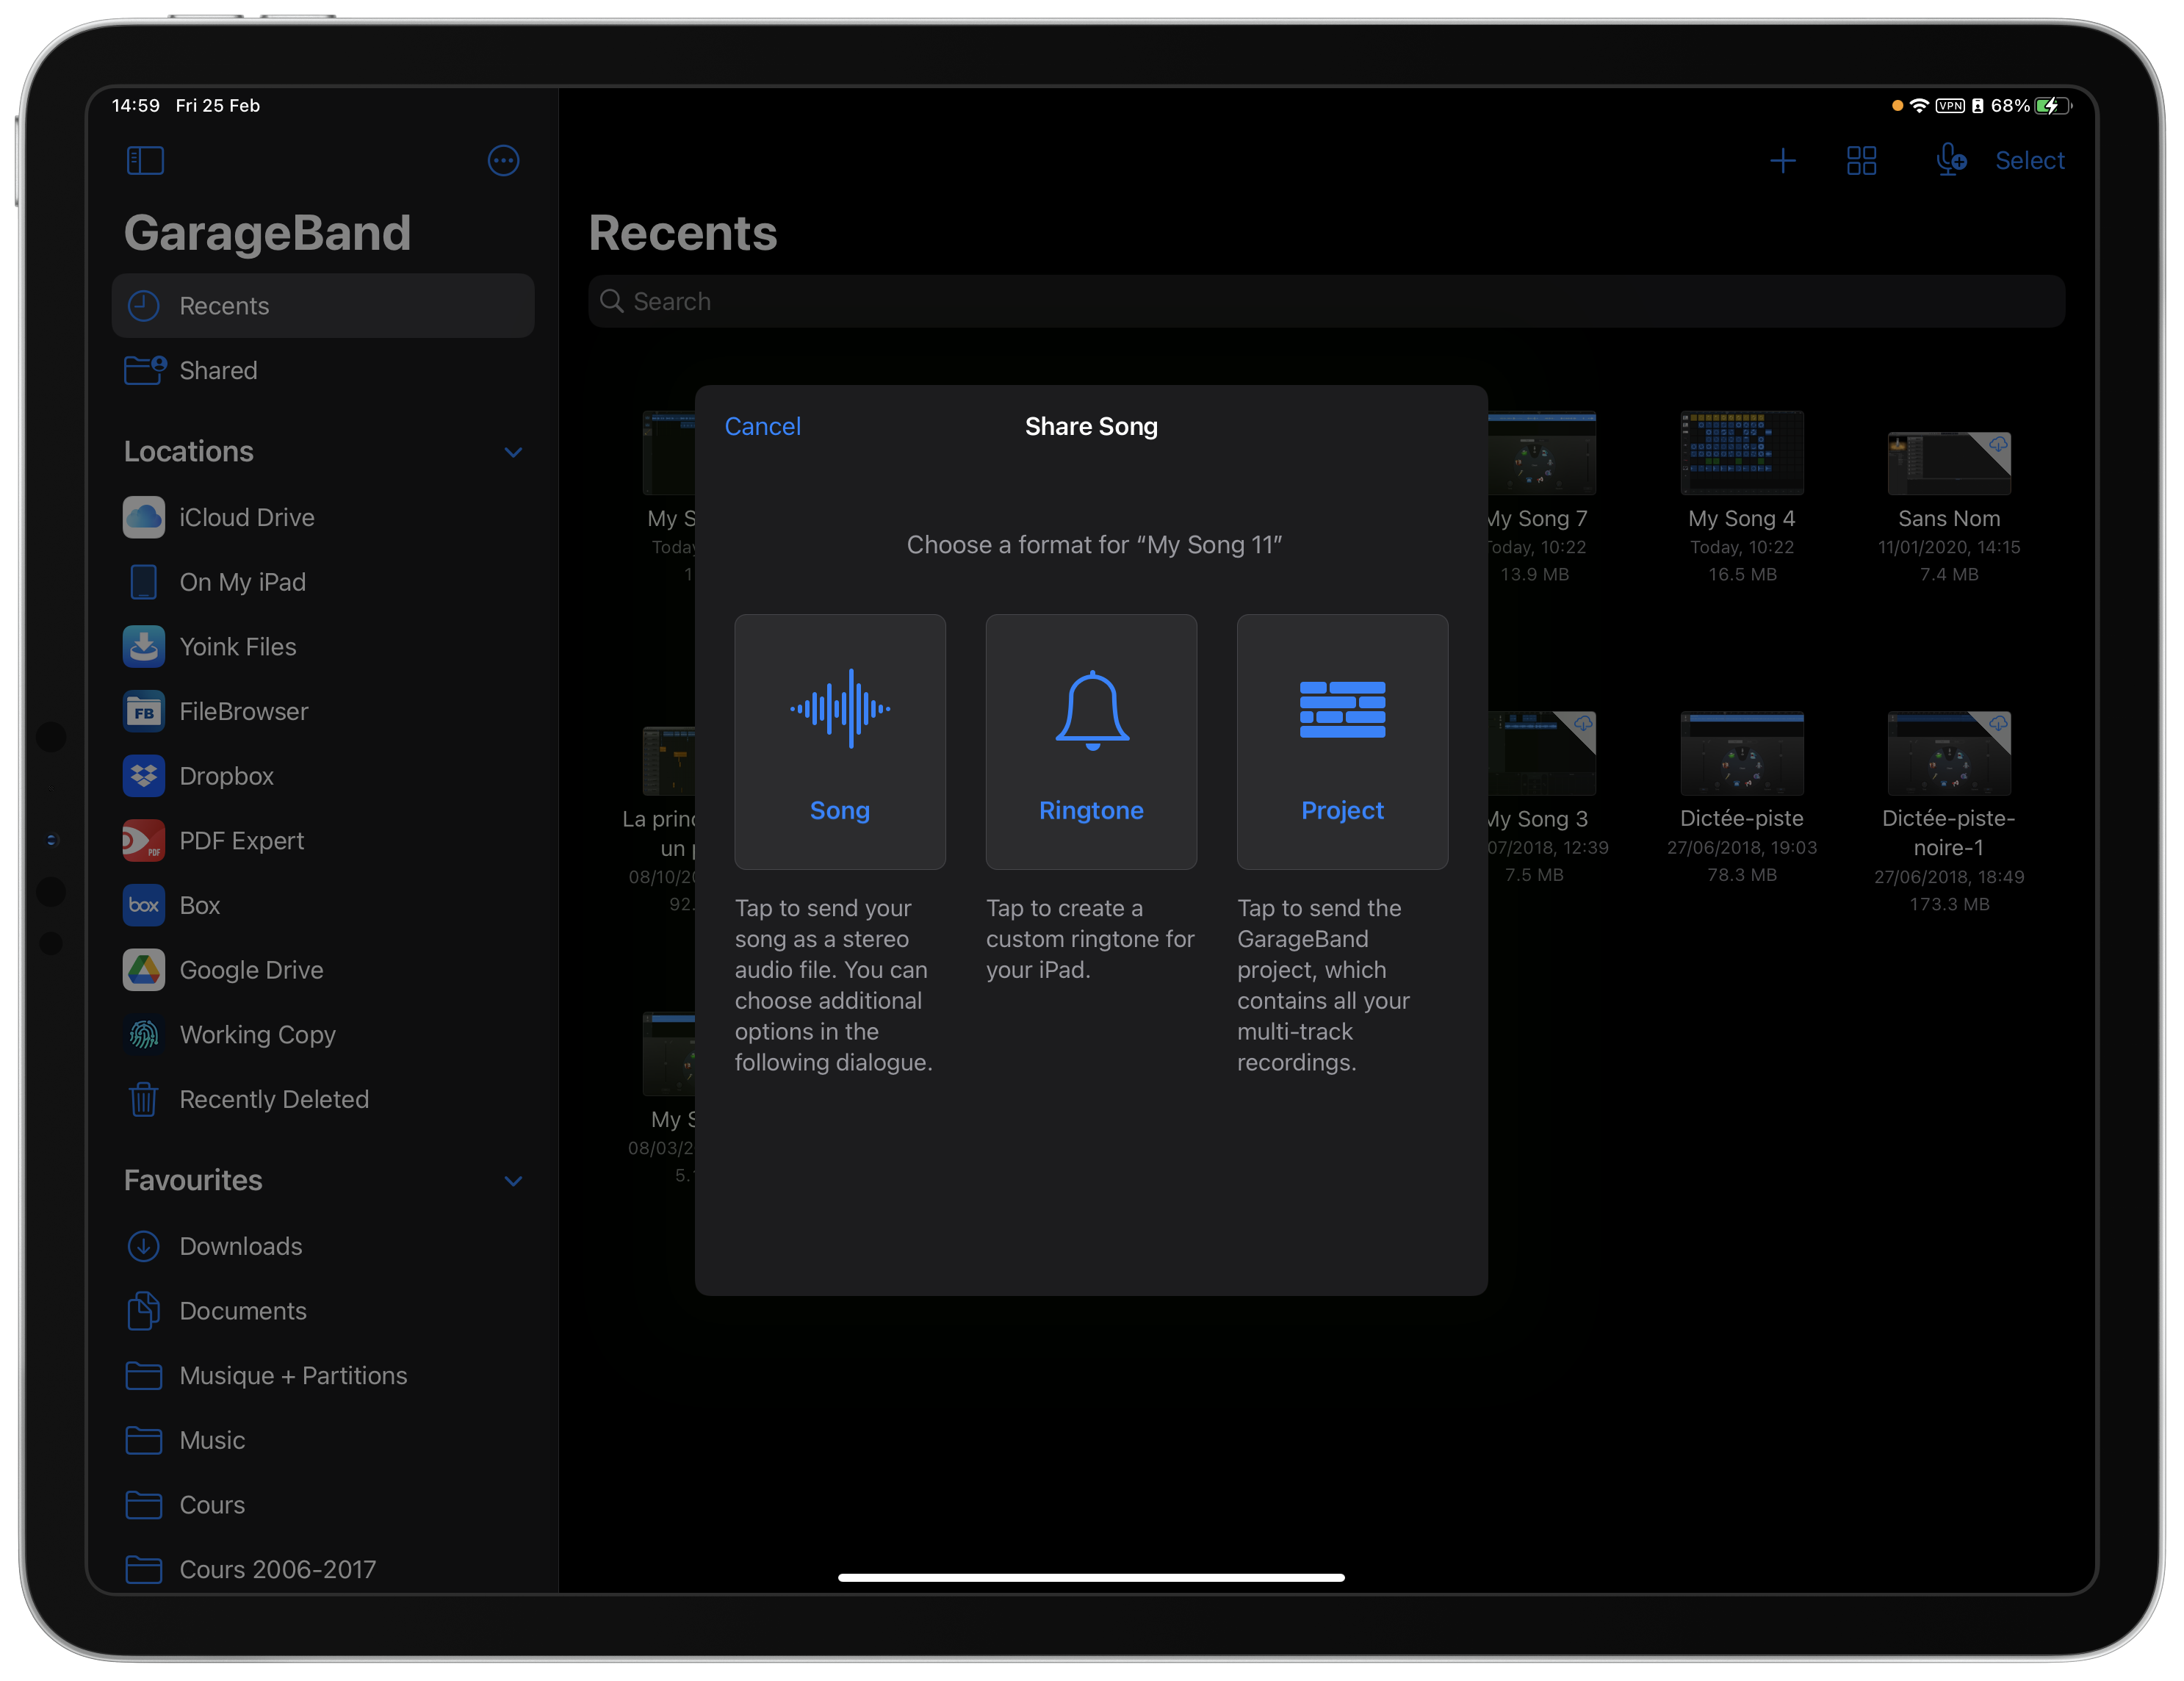 14:59 Fri 25 Feb
VPN 68%
Select
GarageBand
Recents
Shared
Locations
iCloud Drive
On My iPad
Yoink Files
FB FileBrowser
Dropbox
PDF PDF Expert
box Box
Google Drive
Working Copy
Recently Deleted
Favourites
Downloads
Documents
Musique + Partitions
Music
Cours
Cours 2006-2017
Recents
Search
Cancel
Share Song
Choose a format for “My Song 11”
Song
Tap to send your
song as a stereo
audio file. You can
choose additional
options in the
following dialogue.
Ringtone
Tap to create a
custom ringtone for
your iPad.
Project
Tap to send the
GarageBand
project, which
contains all your
multi-track
recordings.
My Song 7
Today, 10:22
13.9 MB
My Song 4
Today, 10:22
16.5 MB
Sans Nom
11/01/2020, 14:15
7.4 MB
La princ
un
08/10/20
92.
My Song 3
07/2018, 12:39
7.5 MB
Dictée-piste
27/06/2018, 19:03
78.3 MB
Dictée-piste-
noire-1
27/06/2018, 18:49
173.3 MB
My S
08/03/2
5.